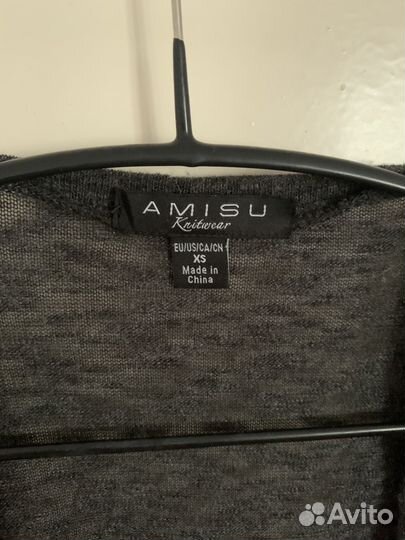 AMISU
Knitwear
EU/US/CA/CN
XS
Made in
China
Avito